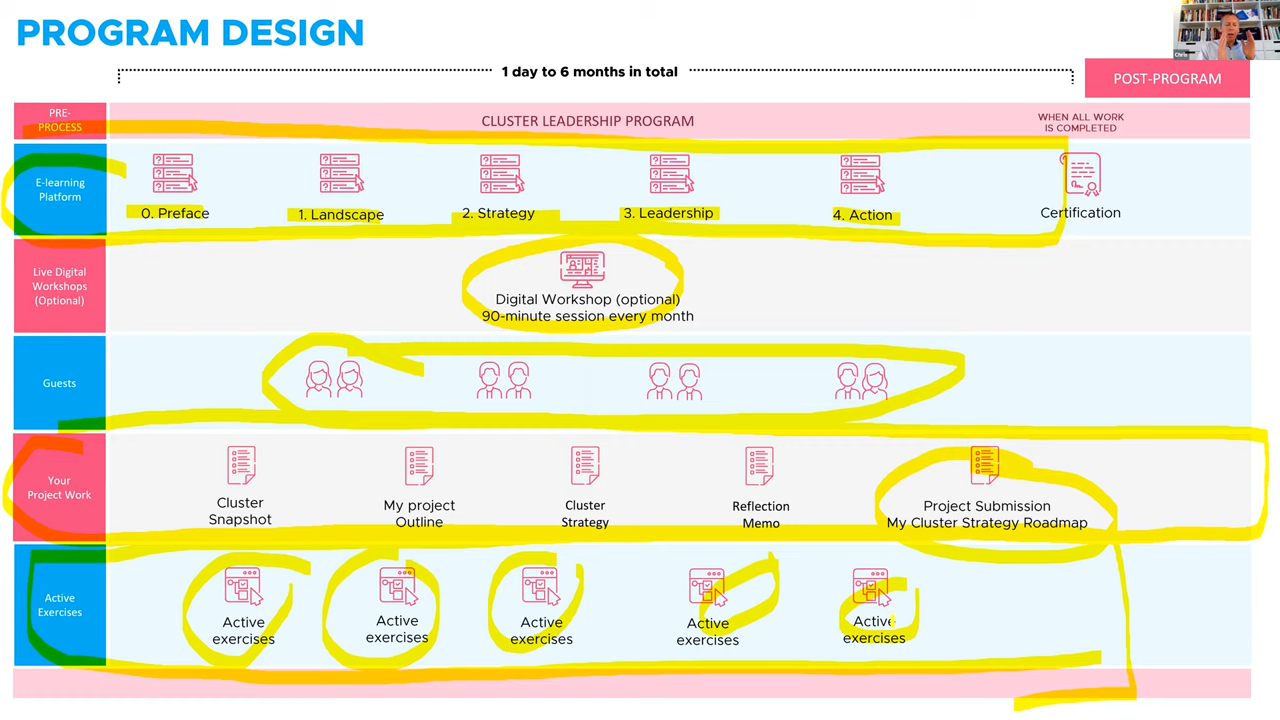 PROGRAM DESIGN
Chris
1 day to 6 months in total
POST-PROGRAM
PRE-
PROCESS
CLUSTER LEADERSHIP PROGRAM
WHEN ALL WORK
IS COMPLETED
E-learning
Platform
0. Preface
1. Landscape
2. Strategy
3. Leadership
4. Action
Certification
Live Digital
Workshops
(Optional)
Digital Workshop (optional)
90-minute session every month
Guests
Your
Project Work
Cluster
Snapshot
My project
Outline
Cluster
Strategy
Reflection
Memo
Project Submission
My Cluster Strategy Roadmap
Active
Exercises
Active
exercises
Active
exercises
Active
exercises
Active
exercises
Active
exercises